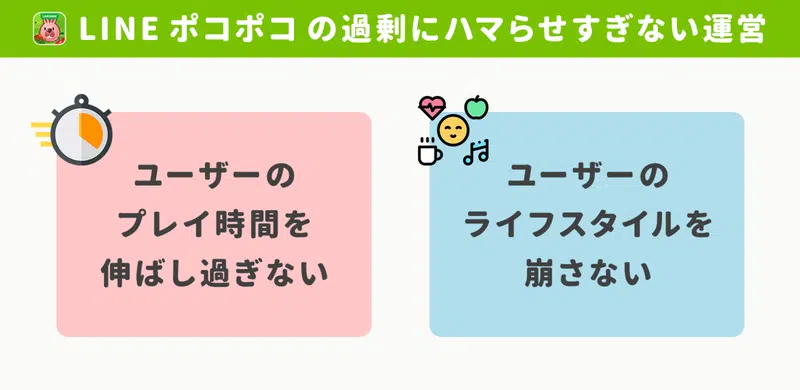 LINE ポコポコ の過剰にハマらせすぎない運営
ユーザーの
プレイ時間を
伸ばし過ぎない
ユーザーの
ライフスタイルを
崩さない